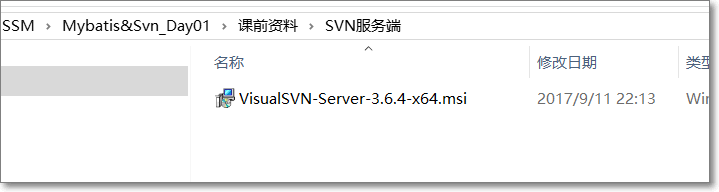 SSM > Mybatis&Svn_Day01 > 课前资料 > SVN服务端
名称 修改日期 类型
VisualSVN-Server-3.6.4-x64.msi 2017/9/11 22:13 Win